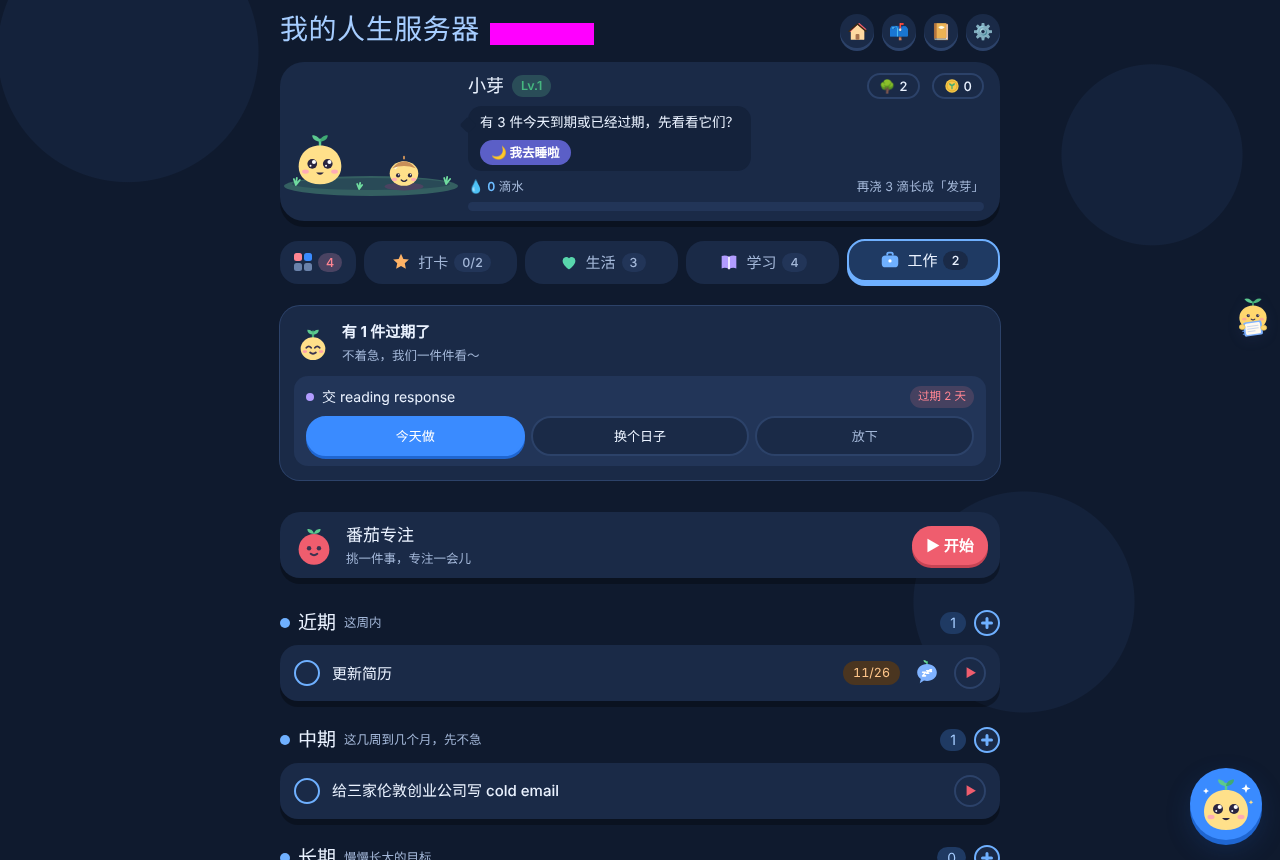 我的人生服务器
小芽 Lv.1
2
0
有 3 件今天到期或已经过期，先看看它们？
我去睡啦
0 滴水
再浇 3 滴长成「发芽」
4
打卡 0/2
生活 3
学习 4
工作 2
有 1 件过期了
不着急，我们一件件看～
交 reading response
过期 2 天
今天做
换个日子
放下
番茄专注
挑一件事，专注一会儿
开始
近期 这周内
1
更新简历
11/26
中期 这几周到几个月，先不急
1
给三家伦敦创业公司写 cold email
长期 慢慢长大的目标
0